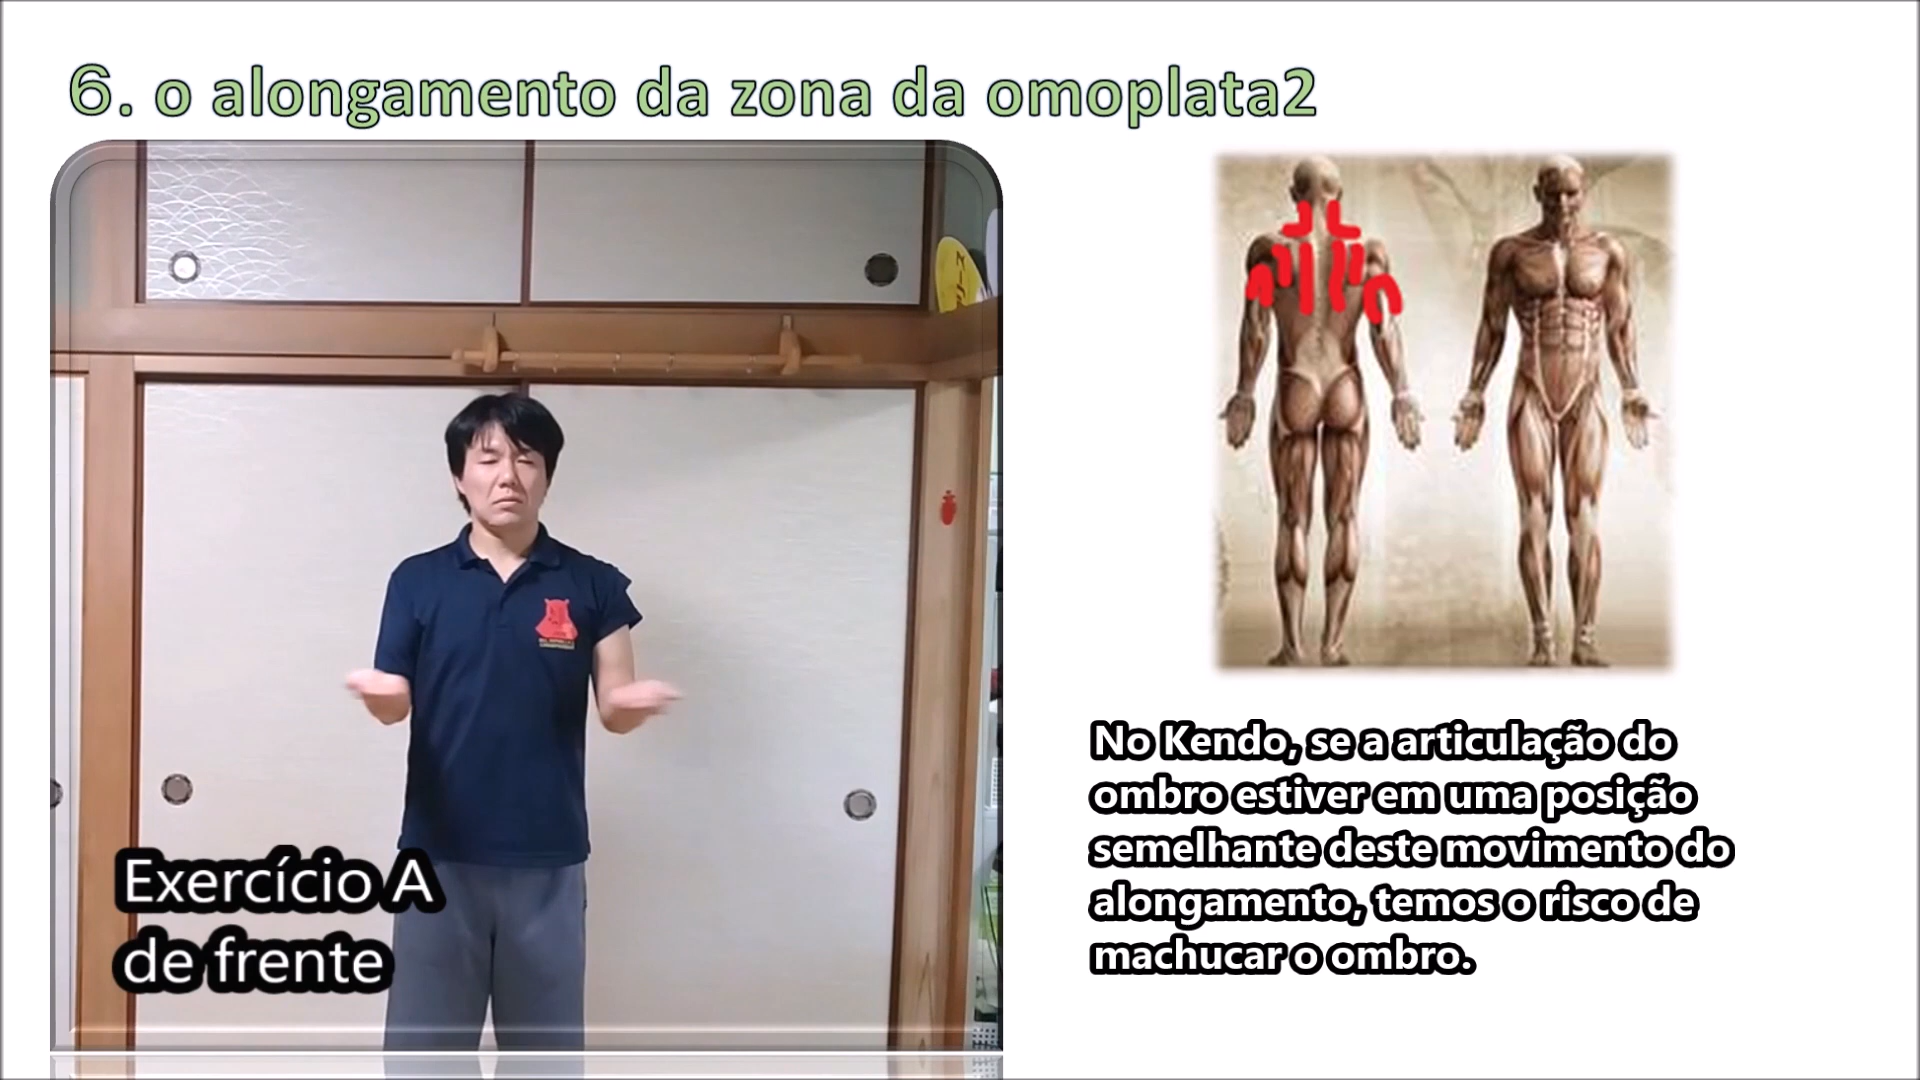 6. o alongamento da zona da omoplata2
Exercício A
de frente
No Kendo, se a articulação do
ombro estiver em uma posição
semelhante deste movimento do
alongamento, temos o risco de
machucar o ombro.